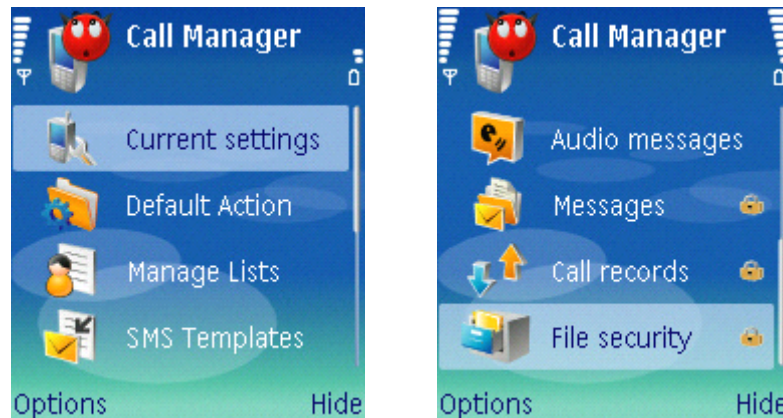 Call Manager
Current settings
Default Action
Manage Lists
SMS Templates
Options Hide
Call Manager
Audio messages
Messages
Call records
File security
Options Hide